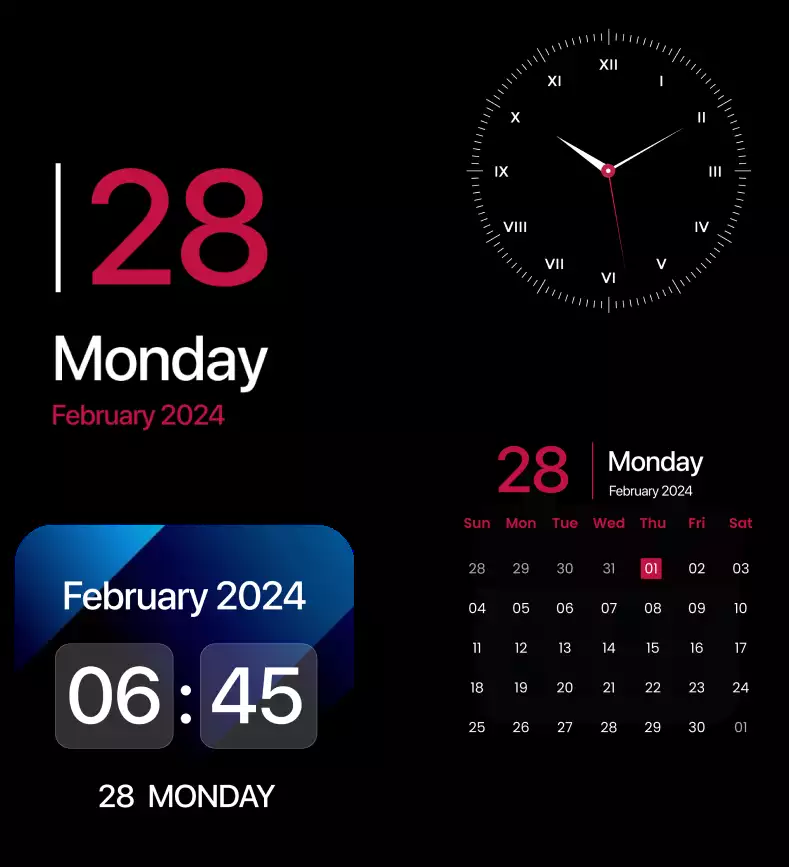 28
Monday
February 2024
XII
I
II
III
IV
V
VI
VII
VIII
IX
X
XI
28 Monday
February 2024
Sun Mon Tue Wed Thu Fri Sat
28 29 30 31 01 02 03
04 05 06 07 08 09 10
11 12 13 14 15 16 17
18 19 20 21 22 23 24
25 26 27 28 29 30 01
February 2024
06:45
28 MONDAY